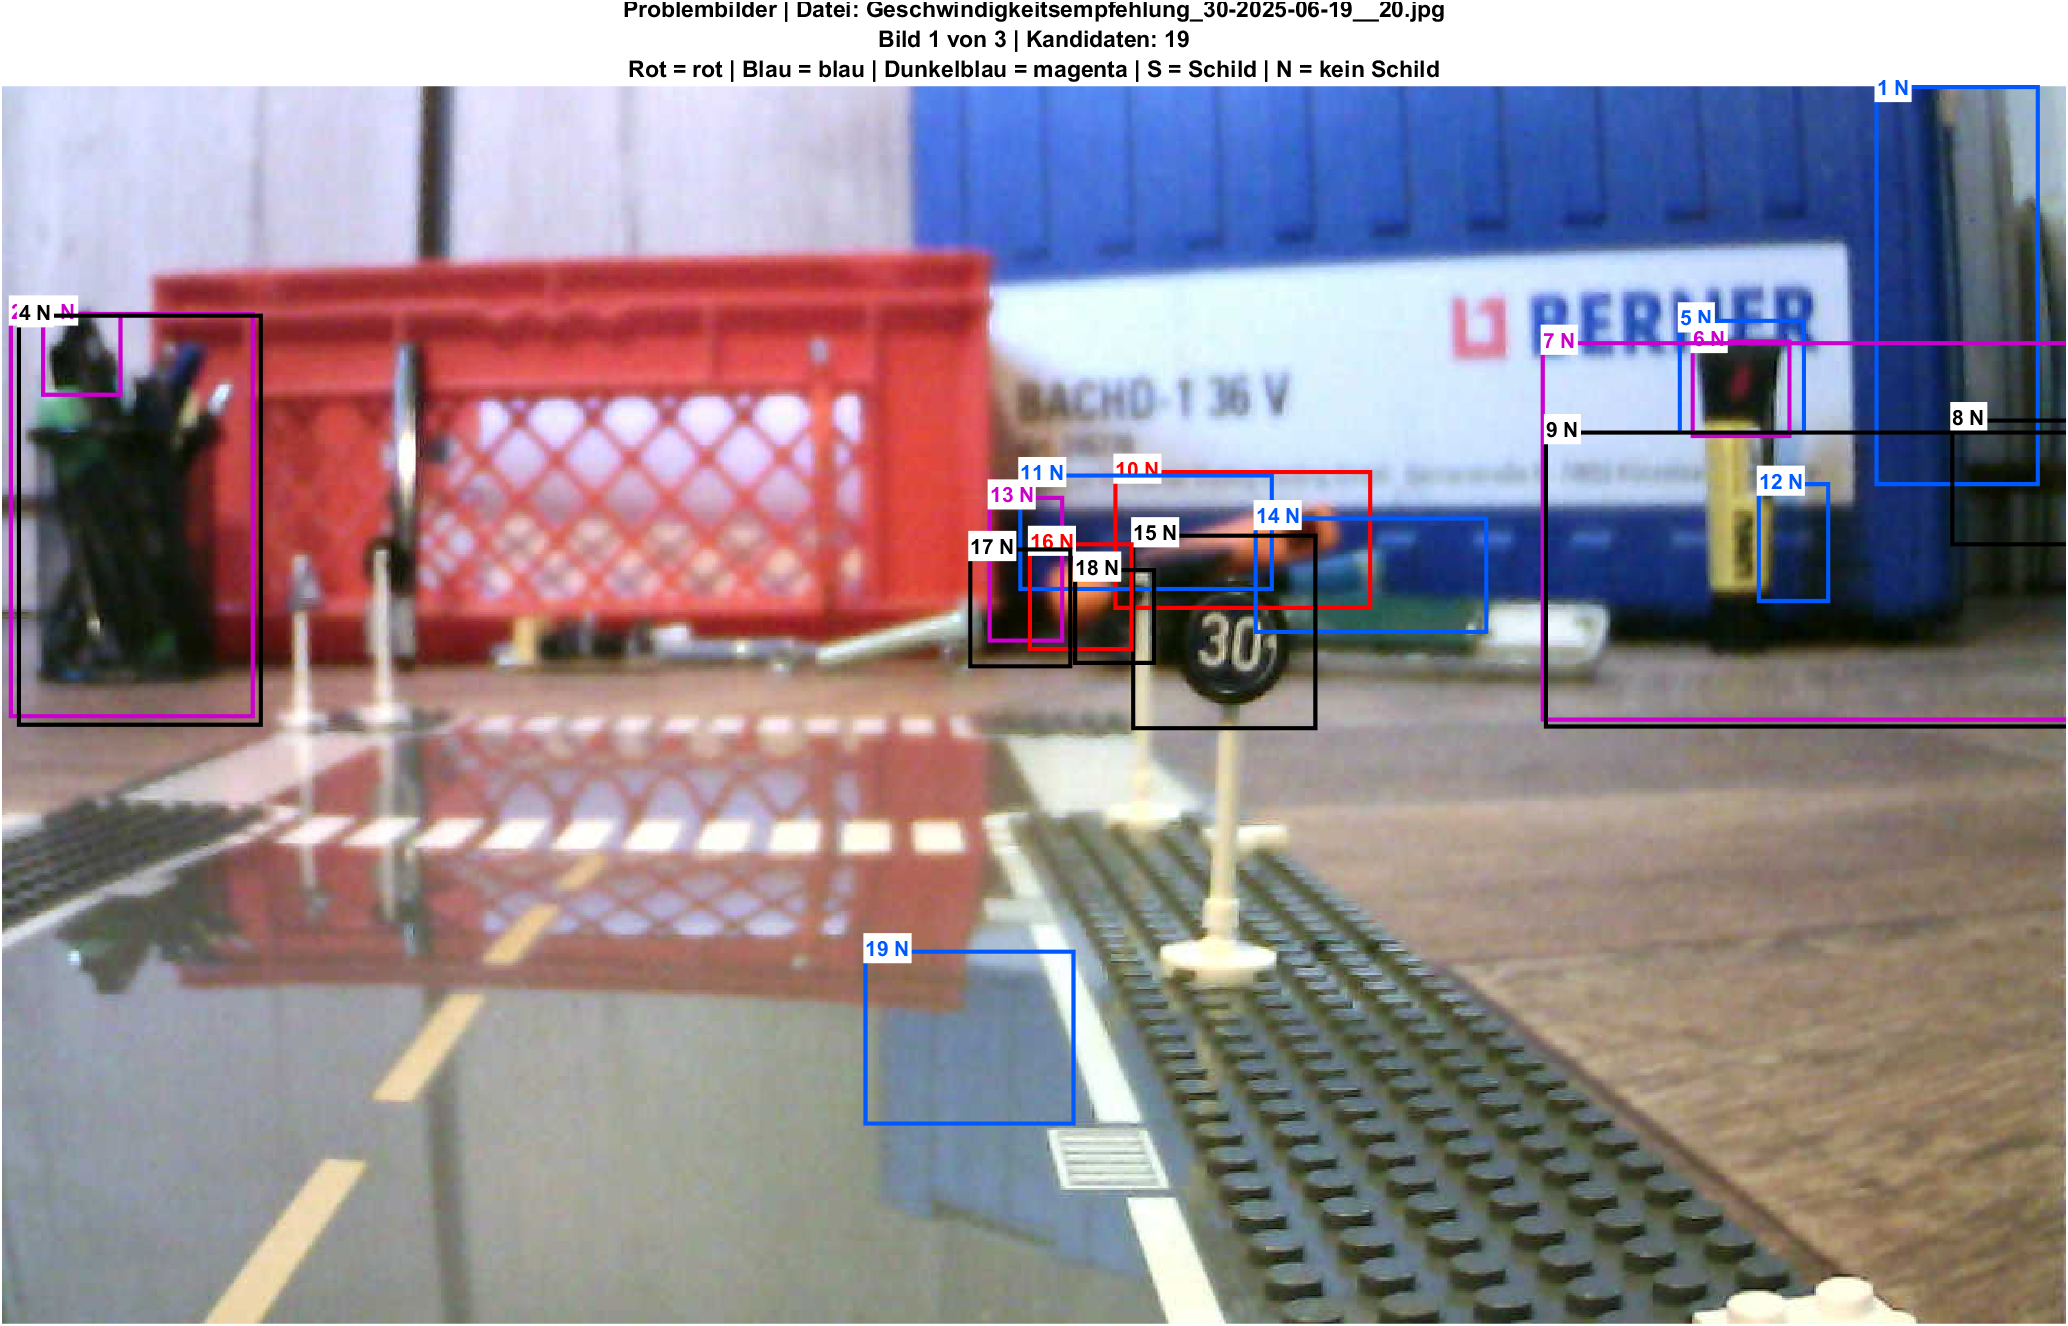 Problembilder | Datei: Geschwindigkeitsempfehlung_30-2025-06-19__20.jpg
Bild 1 von 3 | Kandidaten: 19
Rot = rot | Blau = blau | Dunkelblau = magenta | S = Schild | N = kein Schild
1 N
4 N
N
5 N
BERNER
6 N
7 N
BACHD-1 36 V
8 N
9 N
10 N
11 N
12 N
13 N
14 N
15 N
16 N
17 N
18 N
30
19 N